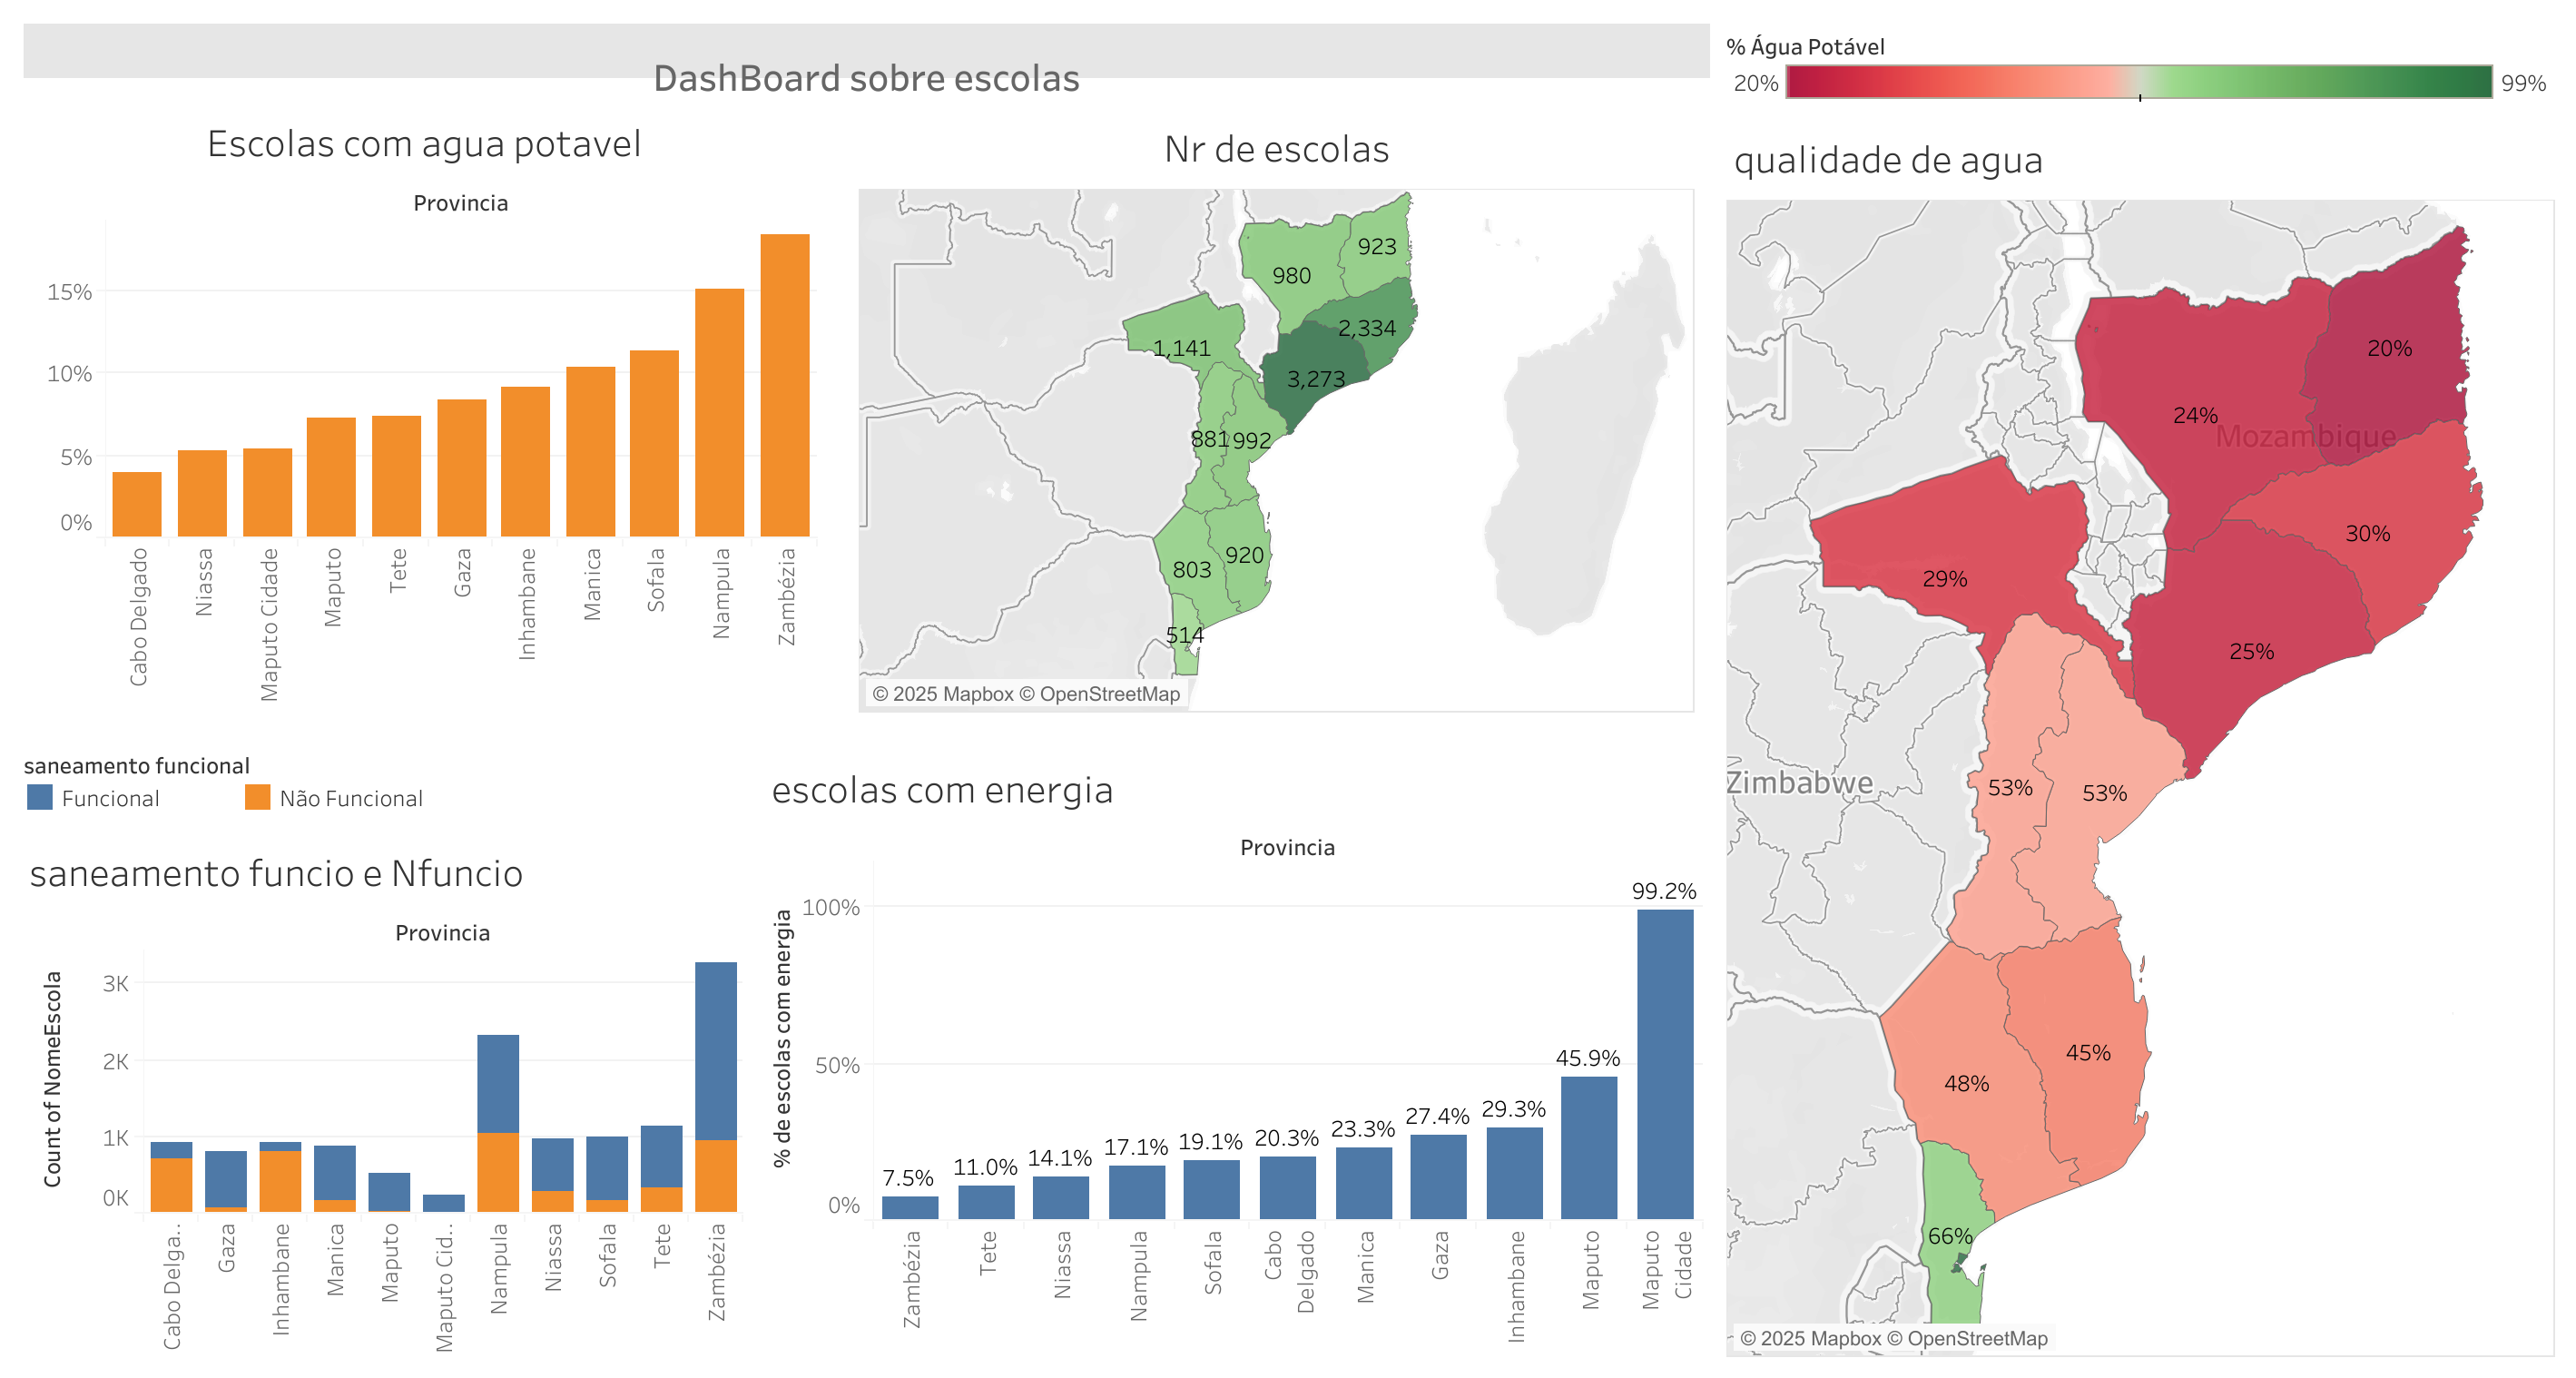 DashBoard sobre escolas
% Água Potável
20%
99%
Escolas com agua potavel
Provincia
15%
10%
5%
0%
Cabo Delgado
Niassa
Maputo Cidade
Maputo
Tete
Gaza
Inhambane
Manica
Sofala
Nampula
Zambézia
Nr de escolas
923
980
2,334
1,141
3,273
881
992
920
803
514
© 2025 Mapbox © OpenStreetMap
qualidade de agua
20%
24%
Mozambique
30%
29%
25%
Zimbabwe
53%
53%
45%
48%
66%
© 2025 Mapbox © OpenStreetMap
saneamento funcional
Funcional
Não Funcional
saneamento funcio e Nfuncio
Provincia
Count of NomeEscola
3K
2K
1K
0K
Cabo Delga..
Gaza
Inhambane
Manica
Maputo
Maputo Cid..
Nampula
Niassa
Sofala
Tete
Zambézia
escolas com energia
Provincia
% de escolas com energia
100%
50%
0%
7.5%
11.0%
14.1%
17.1%
19.1%
20.3%
23.3%
27.4%
29.3%
45.9%
99.2%
Zambézia
Tete
Niassa
Nampula
Sofala
Cabo
Delgado
Manica
Gaza
Inhambane
Maputo
Maputo
Cidade